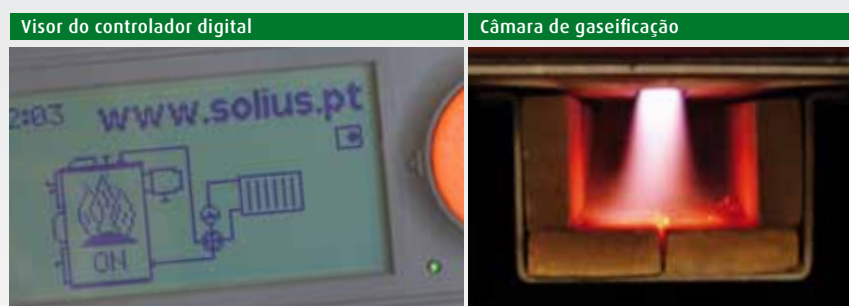 Visor do controlador digital
Câmara de gaseificação
2:03 www.solius.pt
ON